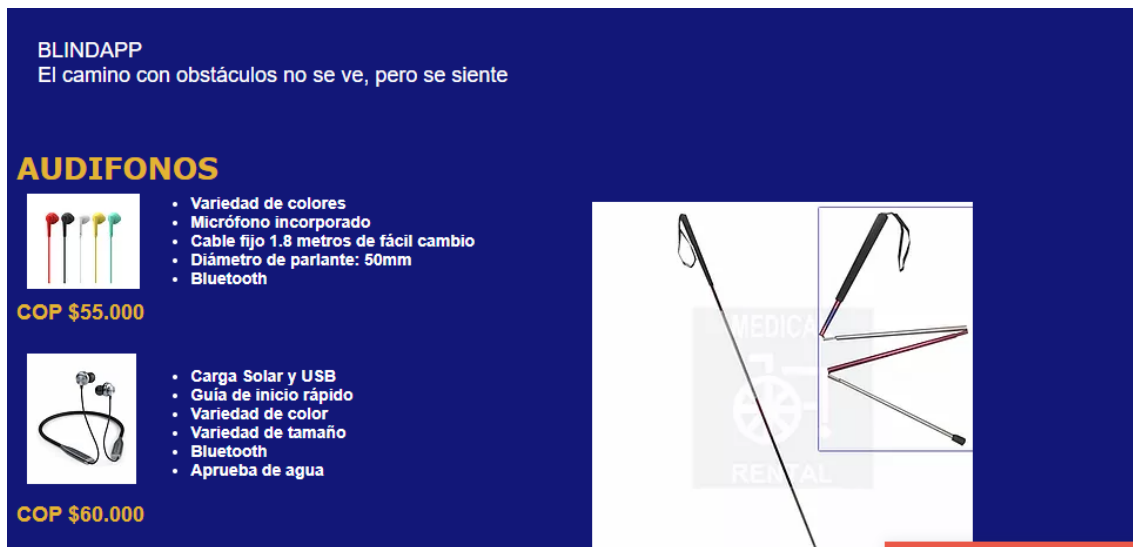 BLINDAPP
El camino con obstáculos no se ve, pero se siente
AUDIFONOS
Variedad de colores
Micrófono incorporado
Cable fijo 1.8 metros de fácil cambio
Diámetro de parlante: 50mm
Bluetooth
COP $55.000
Carga Solar y USB
Guía de inicio rápido
Variedad de color
Variedad de tamaño
Bluetooth
Aprueba de agua
COP $60.000
MEDICA
RENTAL